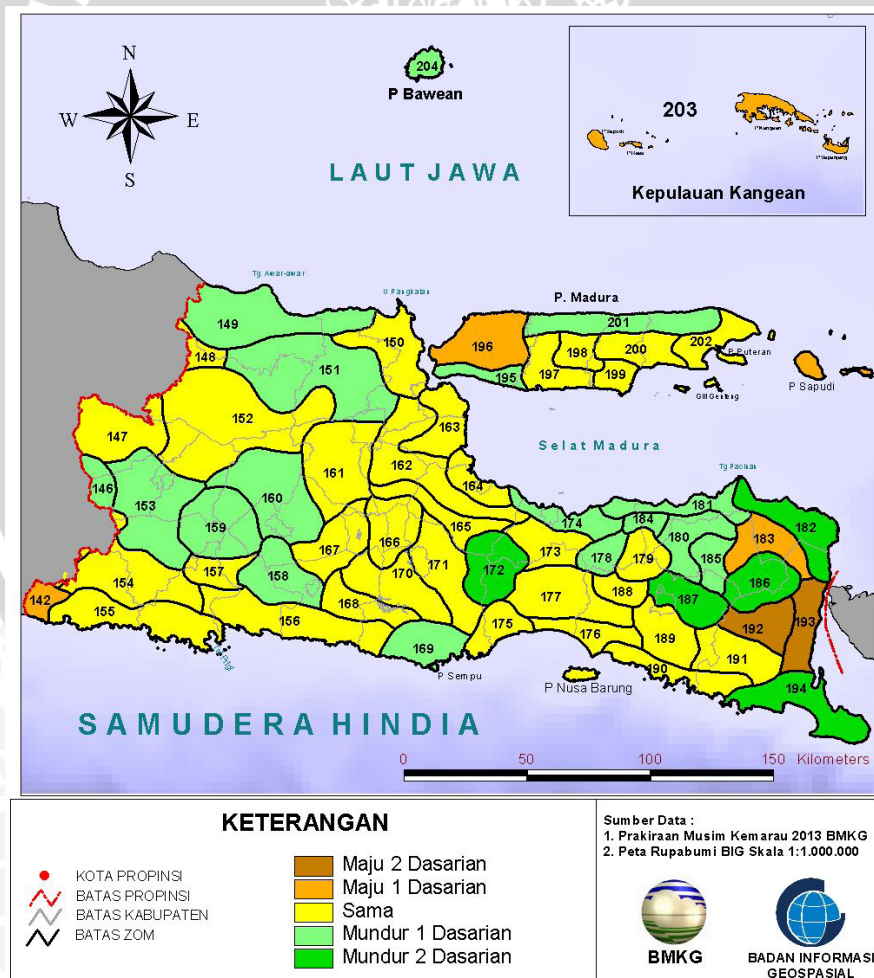 N
W E
S
204
P Bawean
203
P Sapudi
P Kangean
Kepulauan Kangean
LAUT JAWA
Tg Awar-awar
U Pangkalan
P. Madura
149
150
196
201
148
151
198
200
202
P Puteran
195
197
199
P Sapudi
152
Gili Genteng
147
163
Selat Madura
161
162
Tg Pachan
146
153
160
164
181
159
174
184
180
182
165
183
166
173
178
179
185
167
157
158
170
171
172
186
154
188
187
142
168
177
155
156
192
193
169
175
176
189
191
190
P Sempu
P Nusa Barung
194
SAMUDERA HINDIA
0 50 100 150 Kilometers
KETERANGAN
KOTA PROPINSI
BATAS PROPINSI
BATAS KABUPATEN
BATAS ZOM
Maju 2 Dasarian
Maju 1 Dasarian
Sama
Mundur 1 Dasarian
Mundur 2 Dasarian
Sumber Data :
1. Prakiraan Musim Kemarau 2013 BMKG
2. Peta Rupabumi BIG Skala 1:1.000.000
BMKG
BADAN INFORMASI
GEOSPASIAL